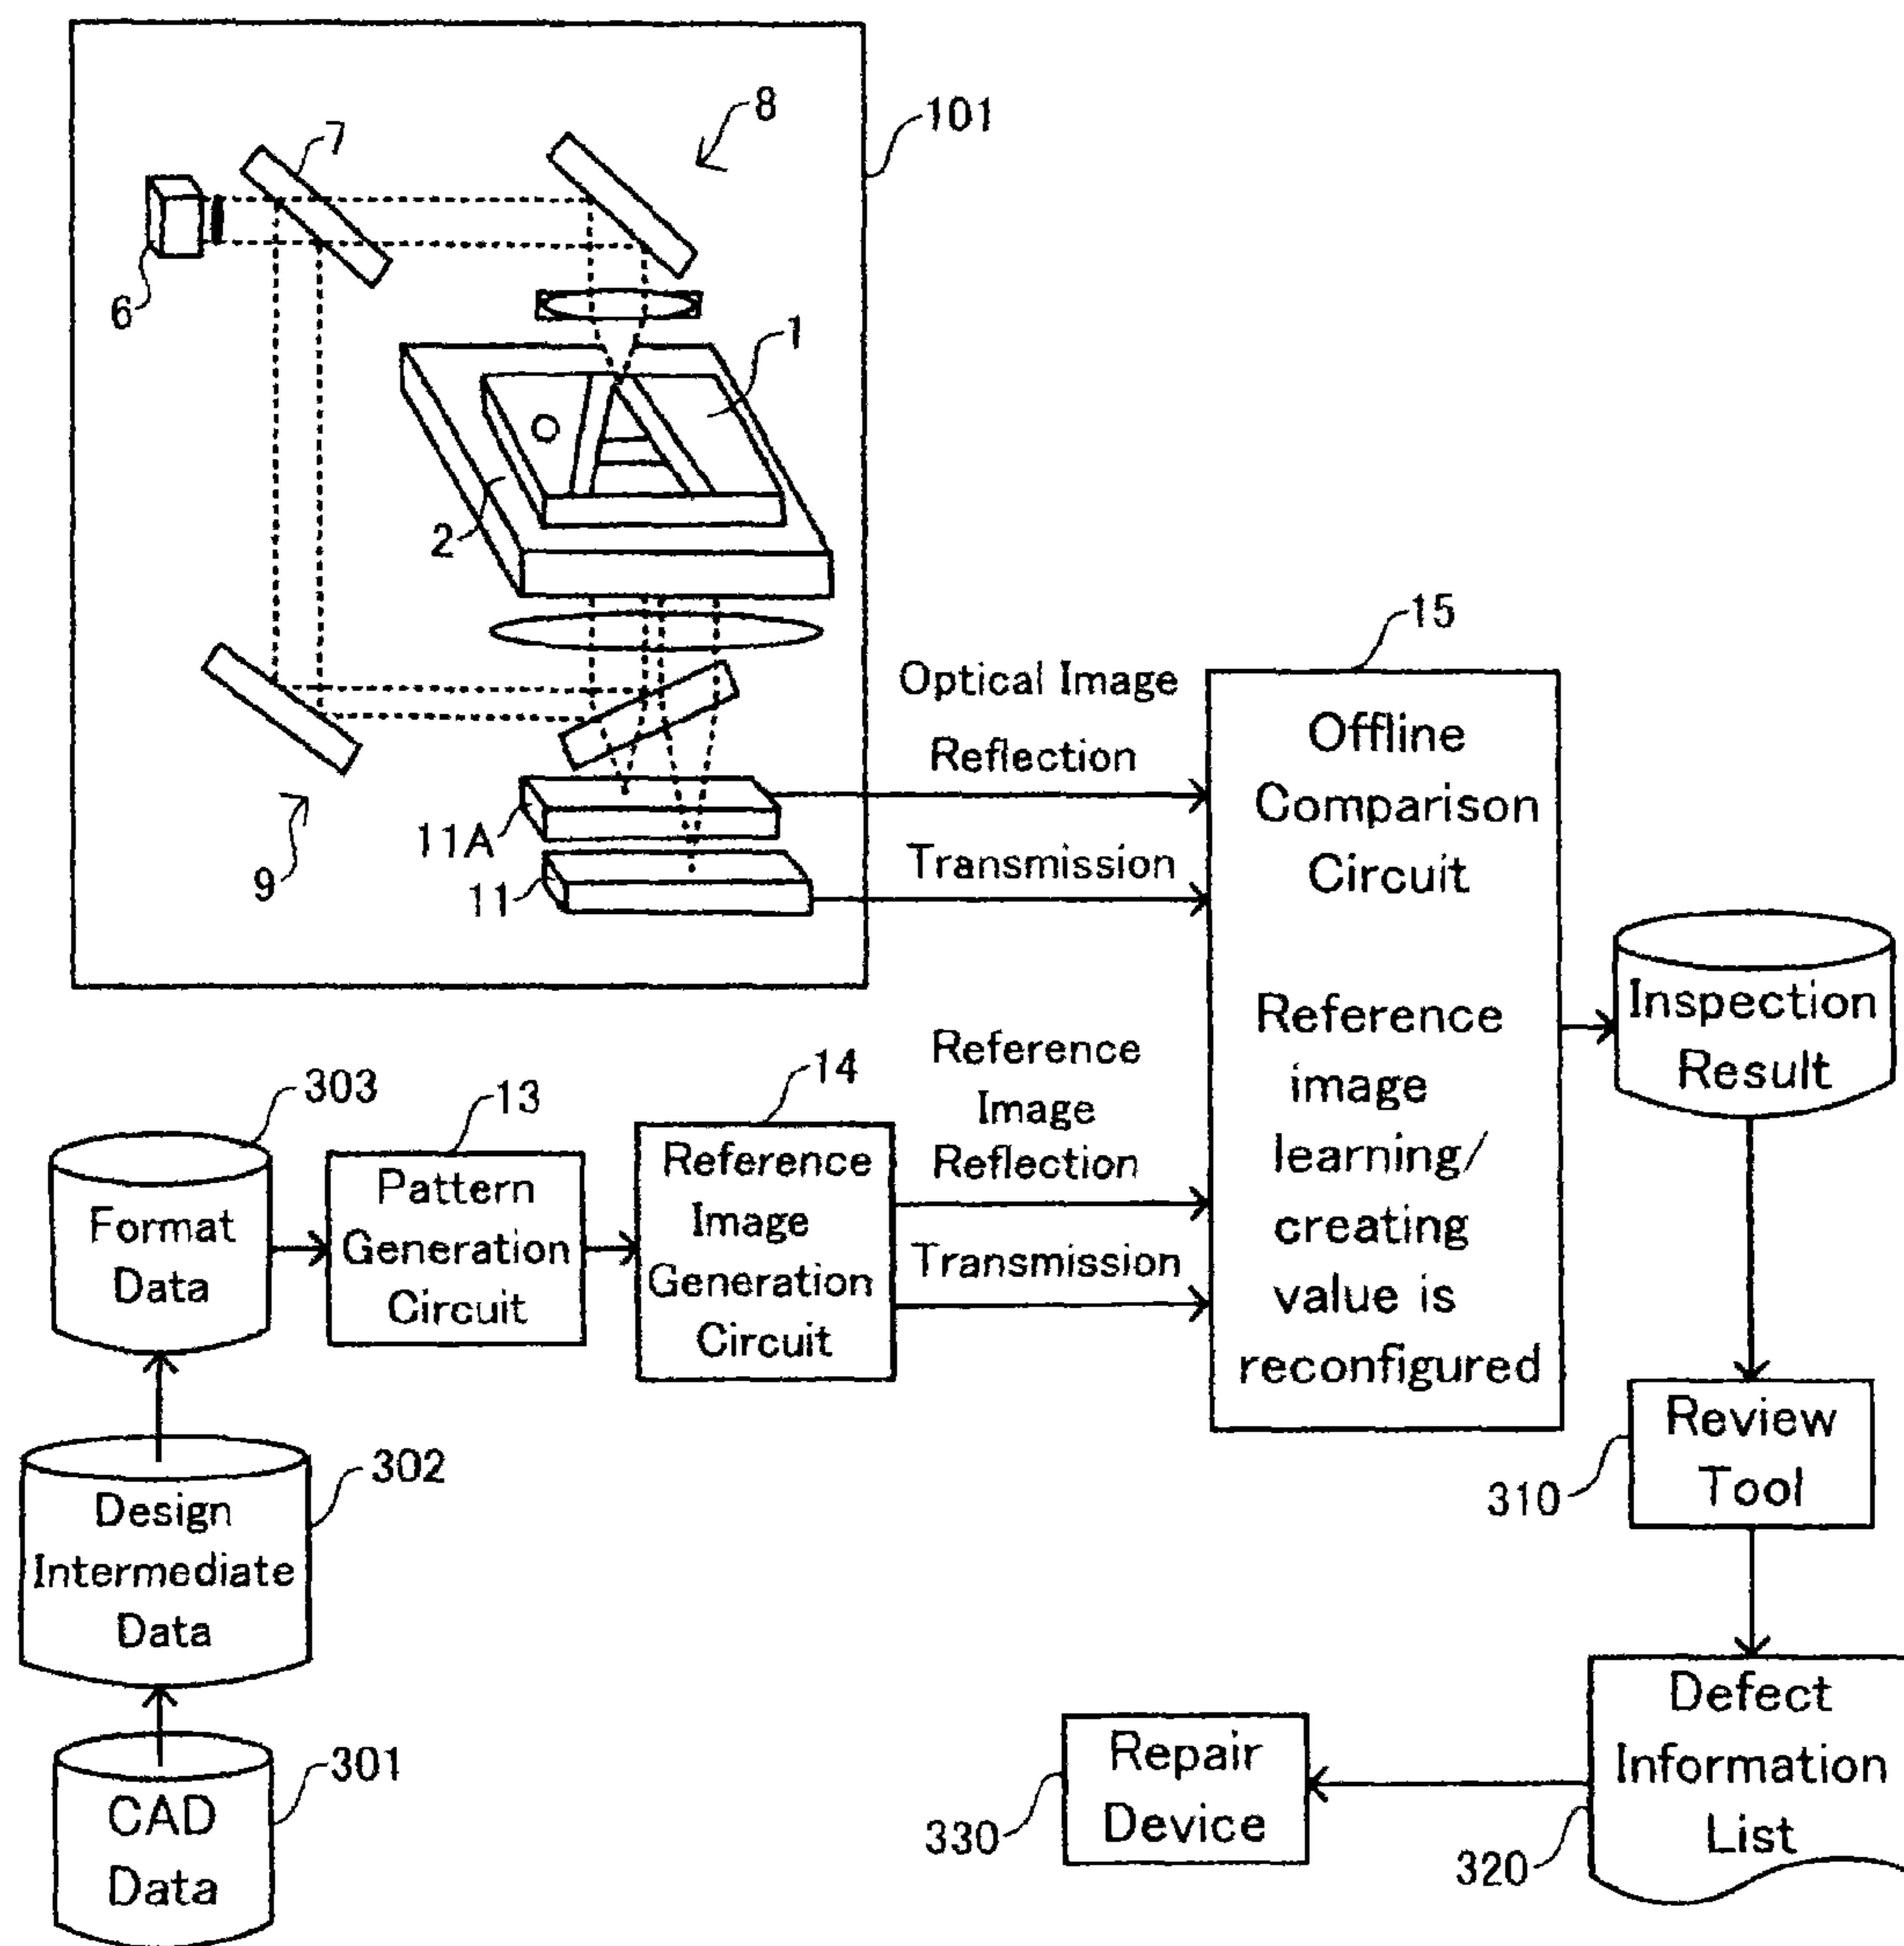 8
101
7
6
1
2
15
Optical Image
Reflection
Offline
Comparison
Circuit
11A
Transmission
9
11
Inspection
Result
Reference
image
learning/
creating
value is
reconfigured
Reference
Image
Reflection
Transmission
303
13
14
Format
Data
Pattern
Generation
Circuit
Reference
Image
Generation
Circuit
Review
Tool
310
302
Design
Intermediate
Data
Defect
Information
List
320
Repair
Device
330
301
CAD
Data